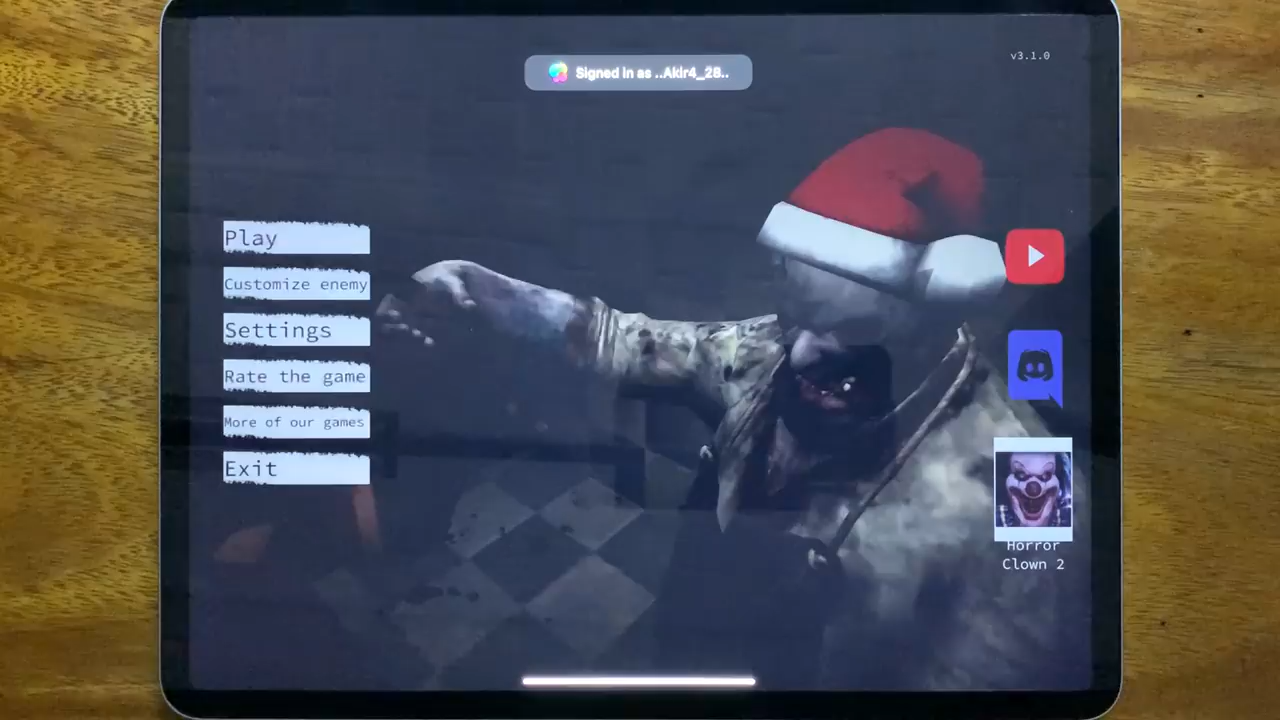 v3.1.0
Signed in as ..Akir4_28..
Play
Customize enemy
Settings
Rate the game
More of our games
Exit
Horror
Clown 2